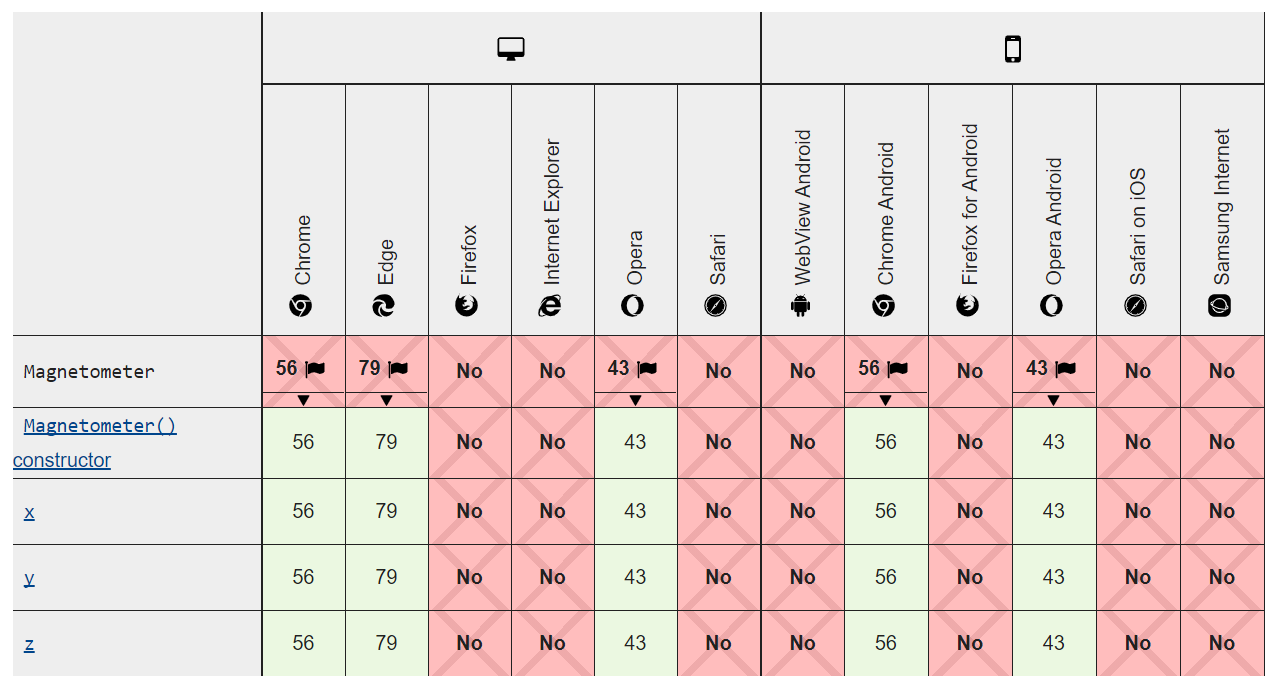 Chrome Edge Firefox Internet Explorer Opera Safari WebView Android Chrome Android Firefox for Android Opera Android Safari on iOS Samsung Internet
Magnetometer 56 79 No No 43 No No 56 No 43 No No
Magnetometer()
constructor 56 79 No No 43 No No 56 No 43 No No
x 56 79 No No 43 No No 56 No 43 No No
y 56 79 No No 43 No No 56 No 43 No No
z 56 79 No No 43 No No 56 No 43 No No